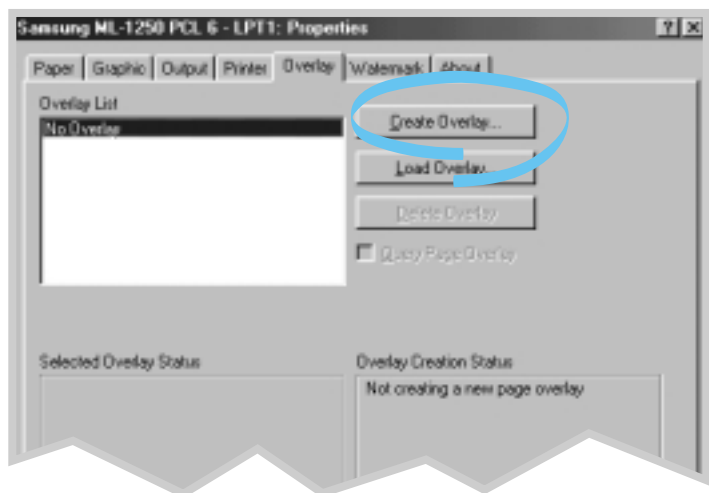 Samsung ML-1250 PCL 6 - LPT1: Properties
Paper Graphic Output Printer Overlay Watermark About
Overlay List
No Overlay
Create Overlay...
Load Overlay...
Delete Overlay
Query Page Overlay
Selected Overlay Status
Overlay Creation Status
Not creating a new page overlay